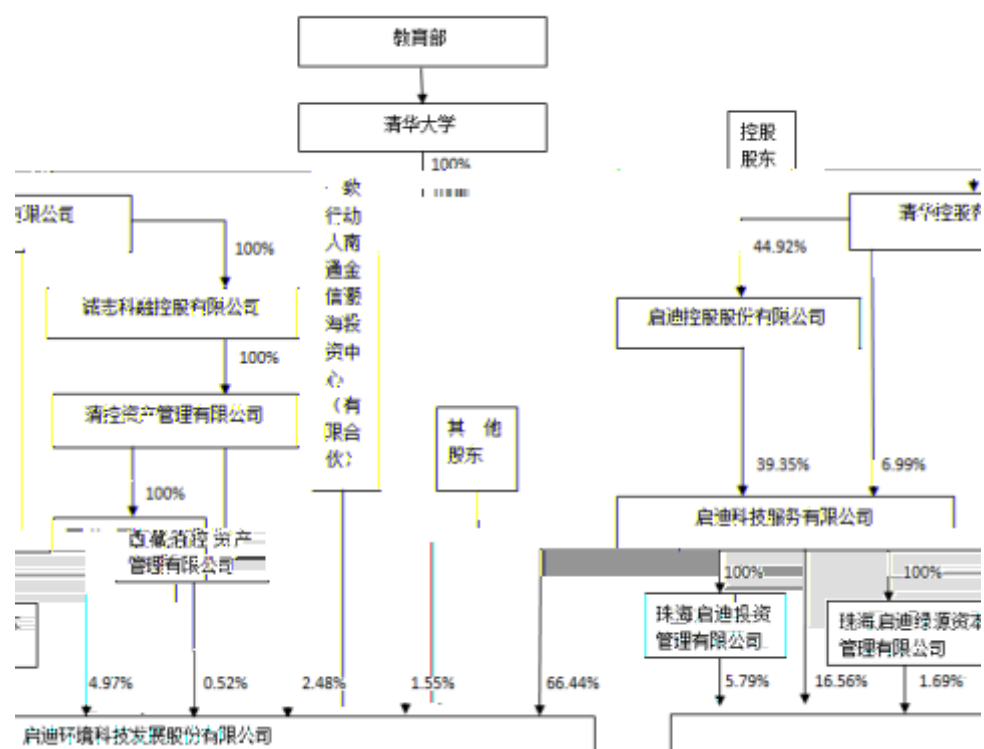 教育部
清华大学
100%
控股
股东
致
行动
人南
通金
信灏
海投
资中
心
（有
限合
伙）
有限公司
100%
诚志科融控股有限公司
100%
清控资产管理有限公司
100%
西藏清控资产
管理有限公司
其他
股东
清华控股有
44.92%
启迪控股股份有限公司
39.35%
6.99%
启迪科技服务有限公司
100%
100%
珠海启迪投资
管理有限公司
珠海启迪绿源资本
管理有限公司
4.97%
0.52%
2.48%
1.55%
66.44%
5.79%
16.56%
1.69%
启迪环境科技发展股份有限公司